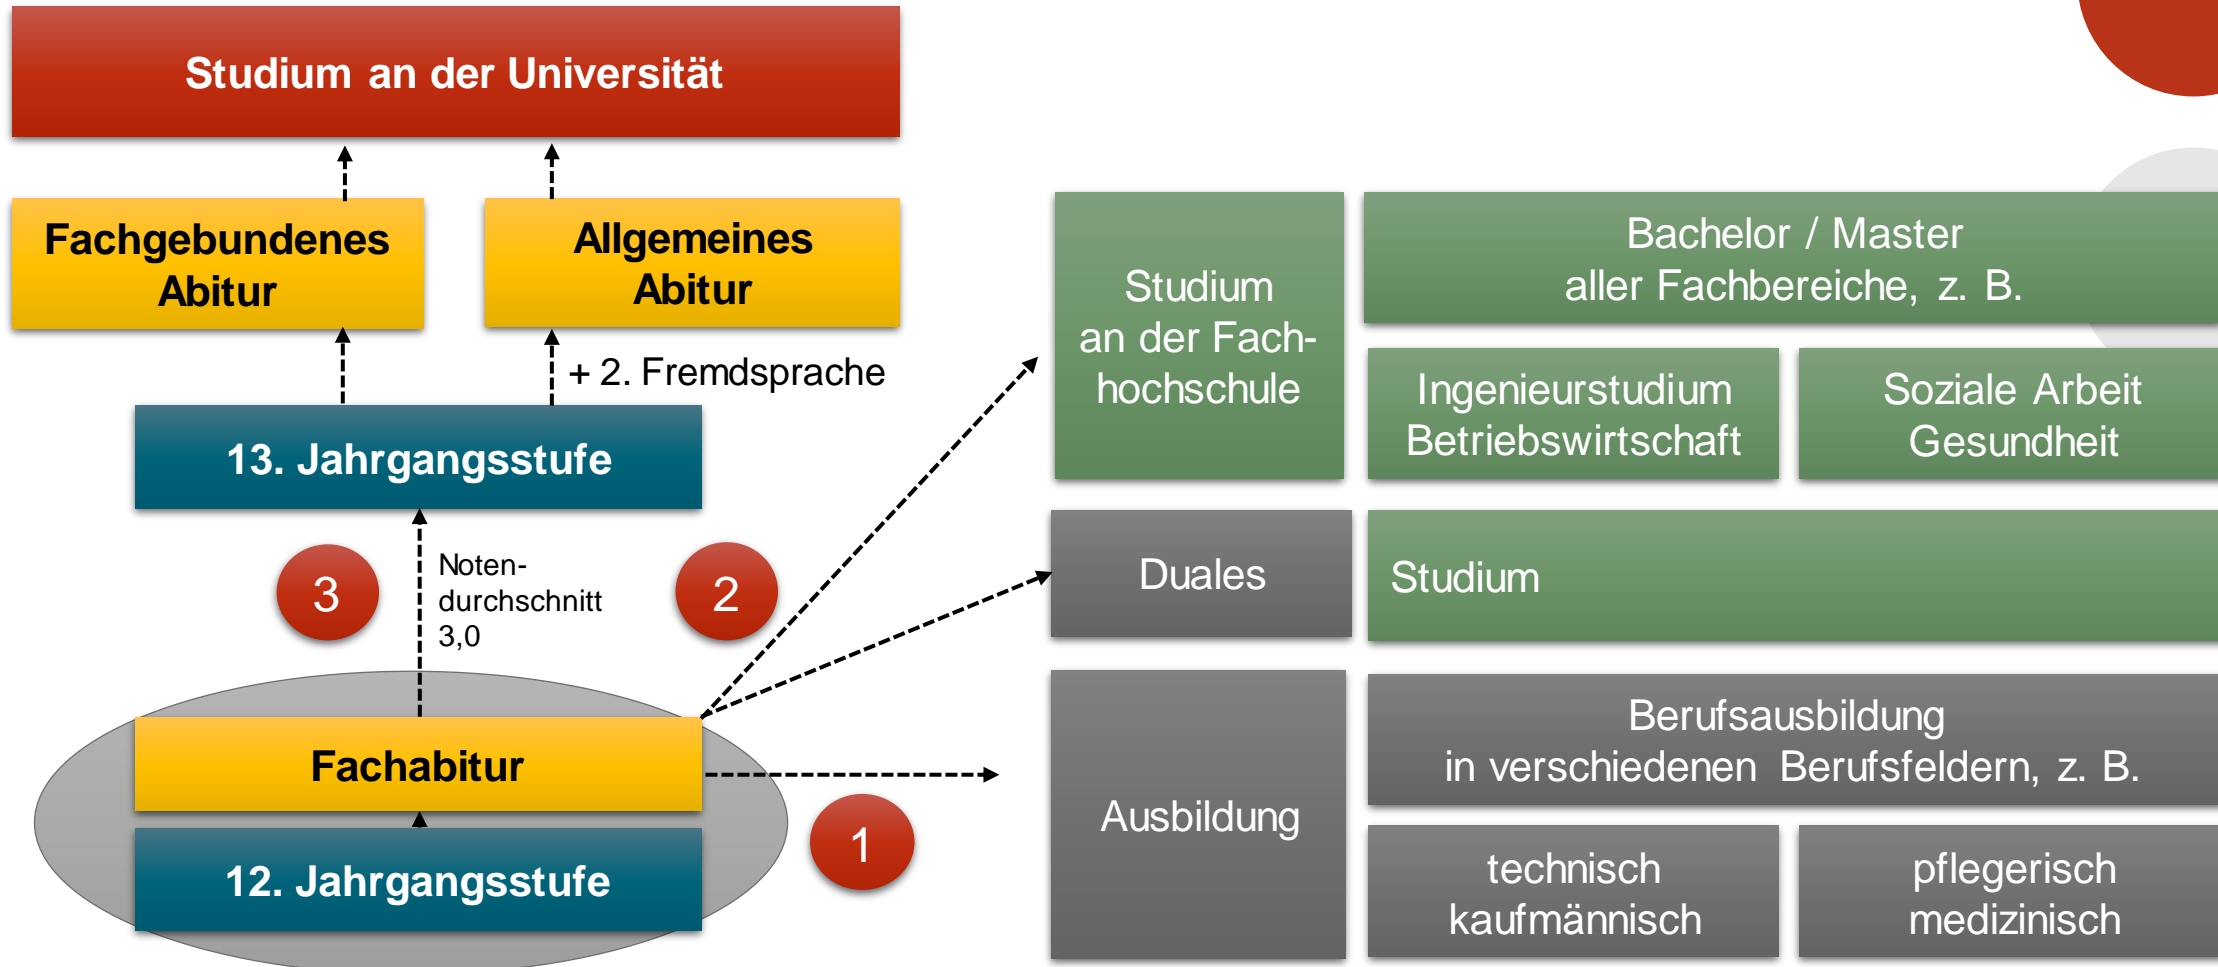 Studium an der Universität
Fachgebundenes
Abitur
Allgemeines
Abitur
+ 2. Fremdsprache
13. Jahrgangsstufe
3
Noten-
durchschnitt
3,0
2
Fachabitur
12. Jahrgangsstufe
1
Studium
an der Fach-
hochschule
Bachelor / Master
aller Fachbereiche, z. B.
Ingenieurstudium
Betriebswirtschaft
Soziale Arbeit
Gesundheit
Duales
Studium
Ausbildung
Berufsausbildung
in verschiedenen Berufsfeldern, z. B.
technisch
kaufmännisch
pflegerisch
medizinisch